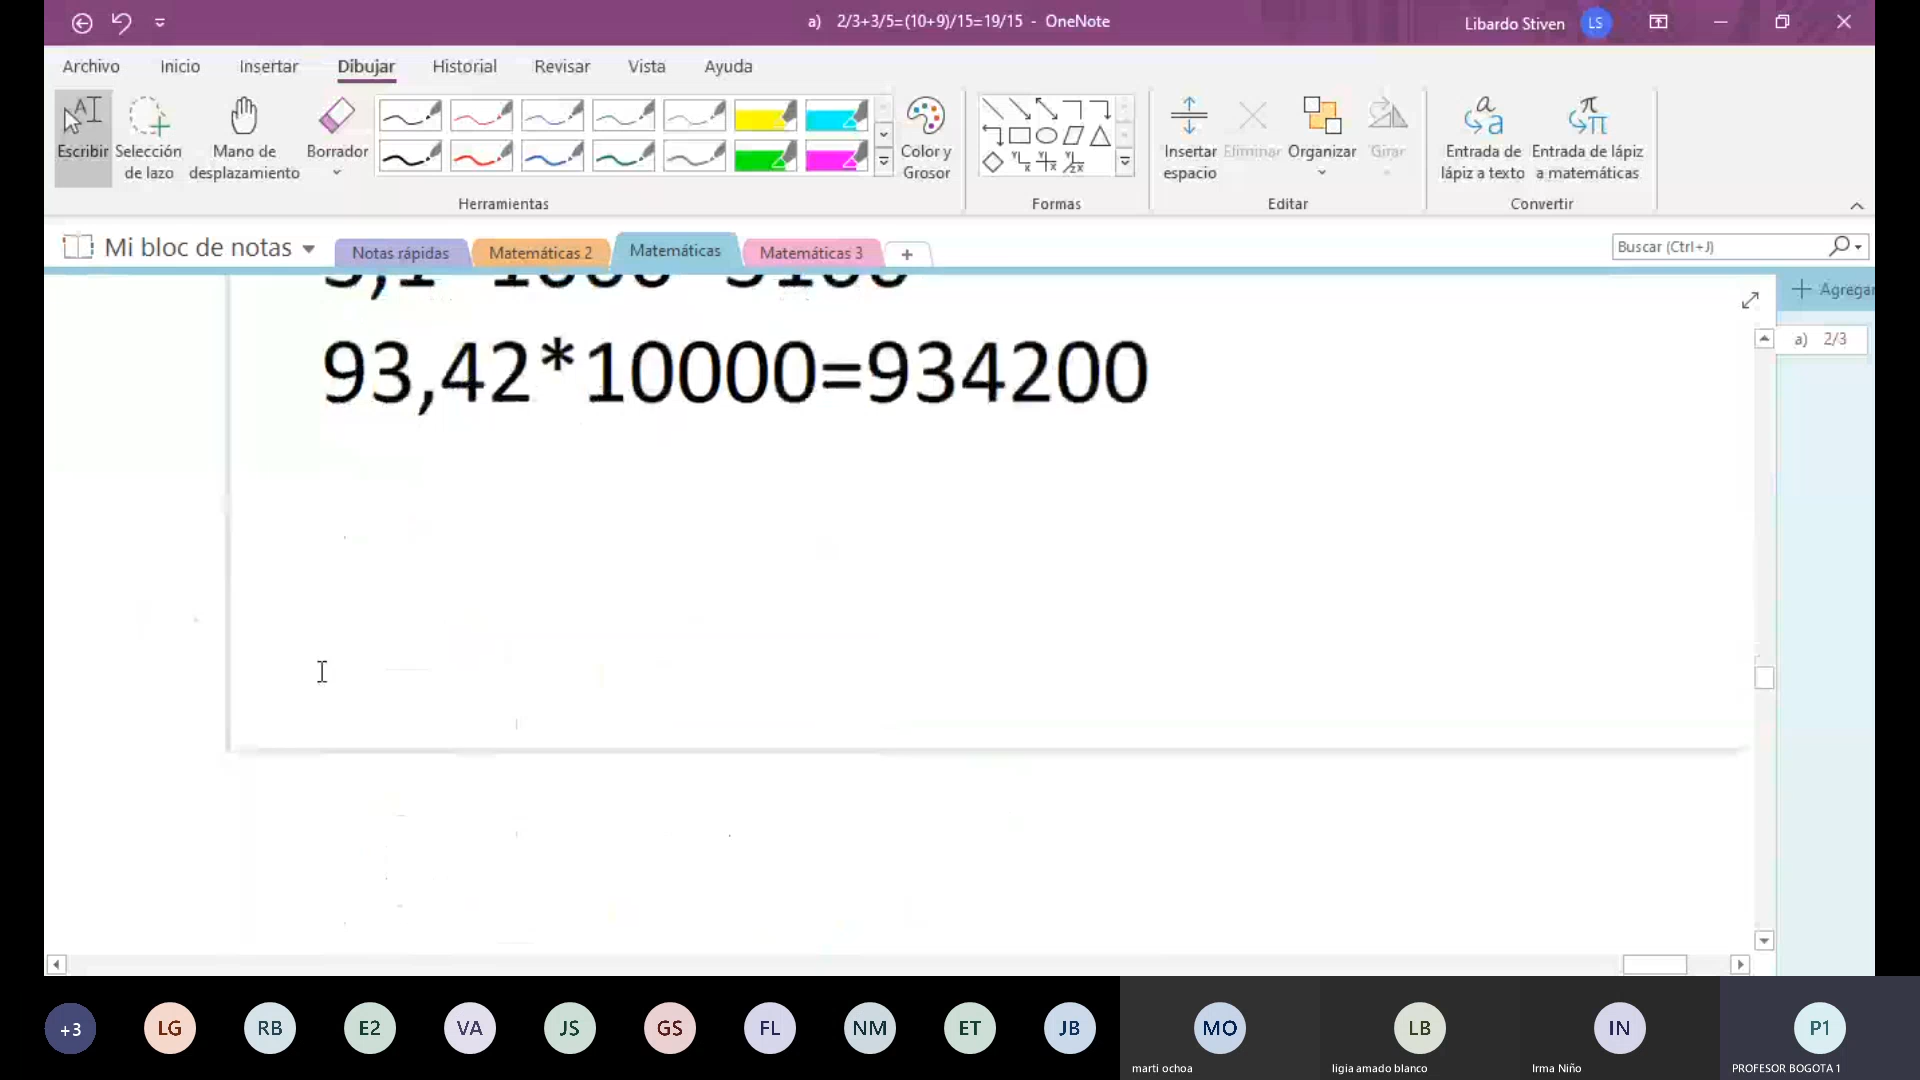 a) 2/3+3/5=(10+9)/15=19/15 - OneNote
Libardo Stiven LS
Archivo Inicio Insertar Dibujar Historial Revisar Vista Ayuda
Escribir
Selección de lazo
Mano de desplazamiento
Borrador
Color y Grosor
Insertar espacio
Eliminar
Organizar
Girar
Entrada de lápiz a texto
Entrada de lápiz a matemáticas
Herramientas Formas Editar Convertir
Mi bloc de notas
Notas rápidas Matemáticas 2 Matemáticas Matemáticas 3 +
Buscar (Ctrl+J)
Agregar
a) 2/3
93,42*10000=934200
+3 LG RB E2 VA JS GS FL NM ET JB MO LB IN P1
marti ochoa ligia amado blanco Irma Niño PROFESOR BOGOTA 1